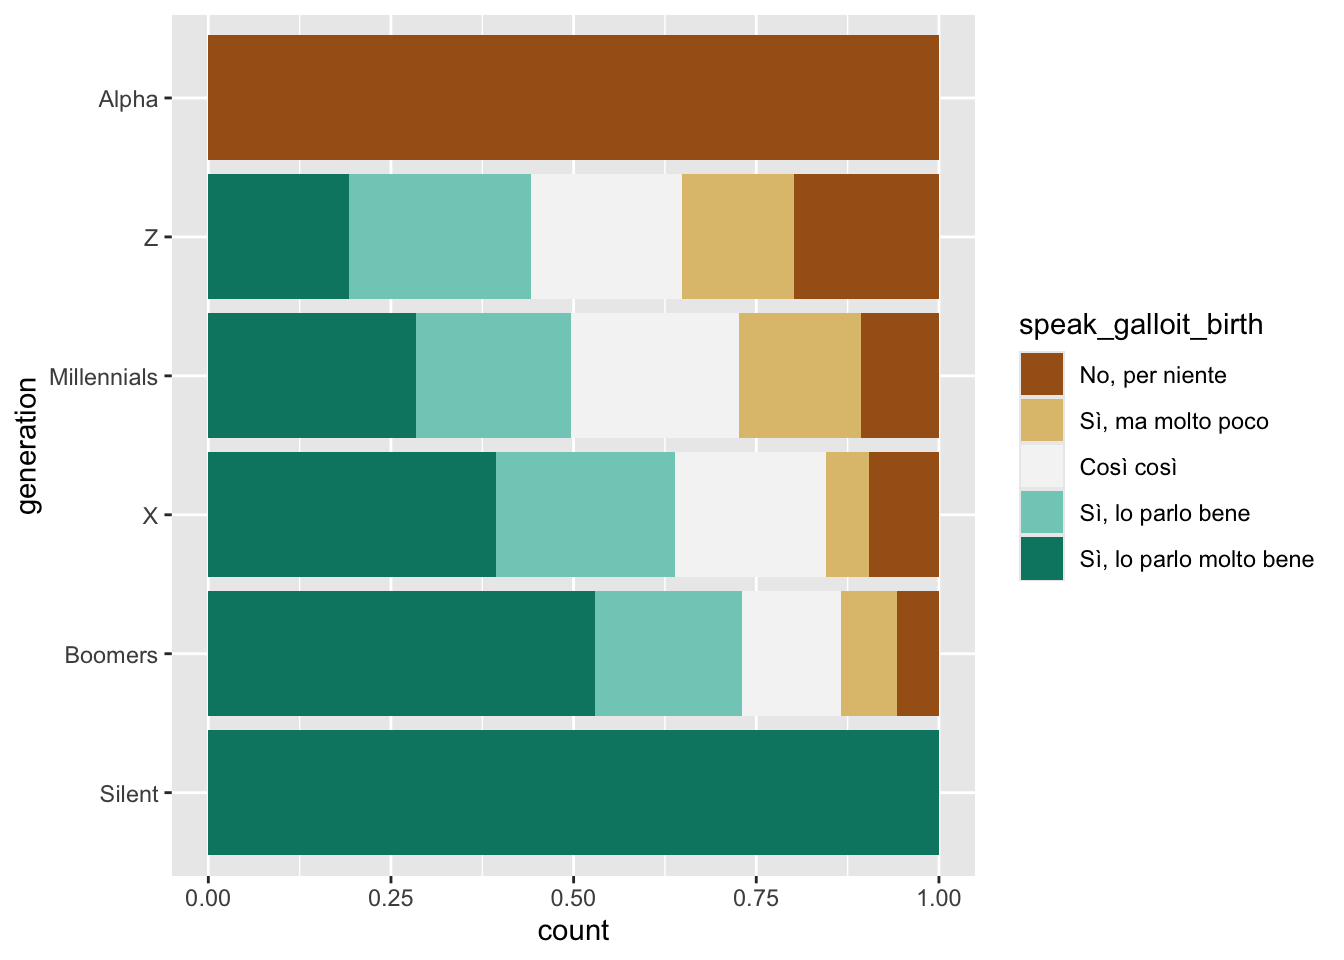 generation
Alpha
Z
Millennials
X
Boomers
Silent
0.00 0.25 0.50 0.75 1.00
count
speak_galloit_birth
No, per niente
Sì, ma molto poco
Così così
Sì, lo parlo bene
Sì, lo parlo molto bene